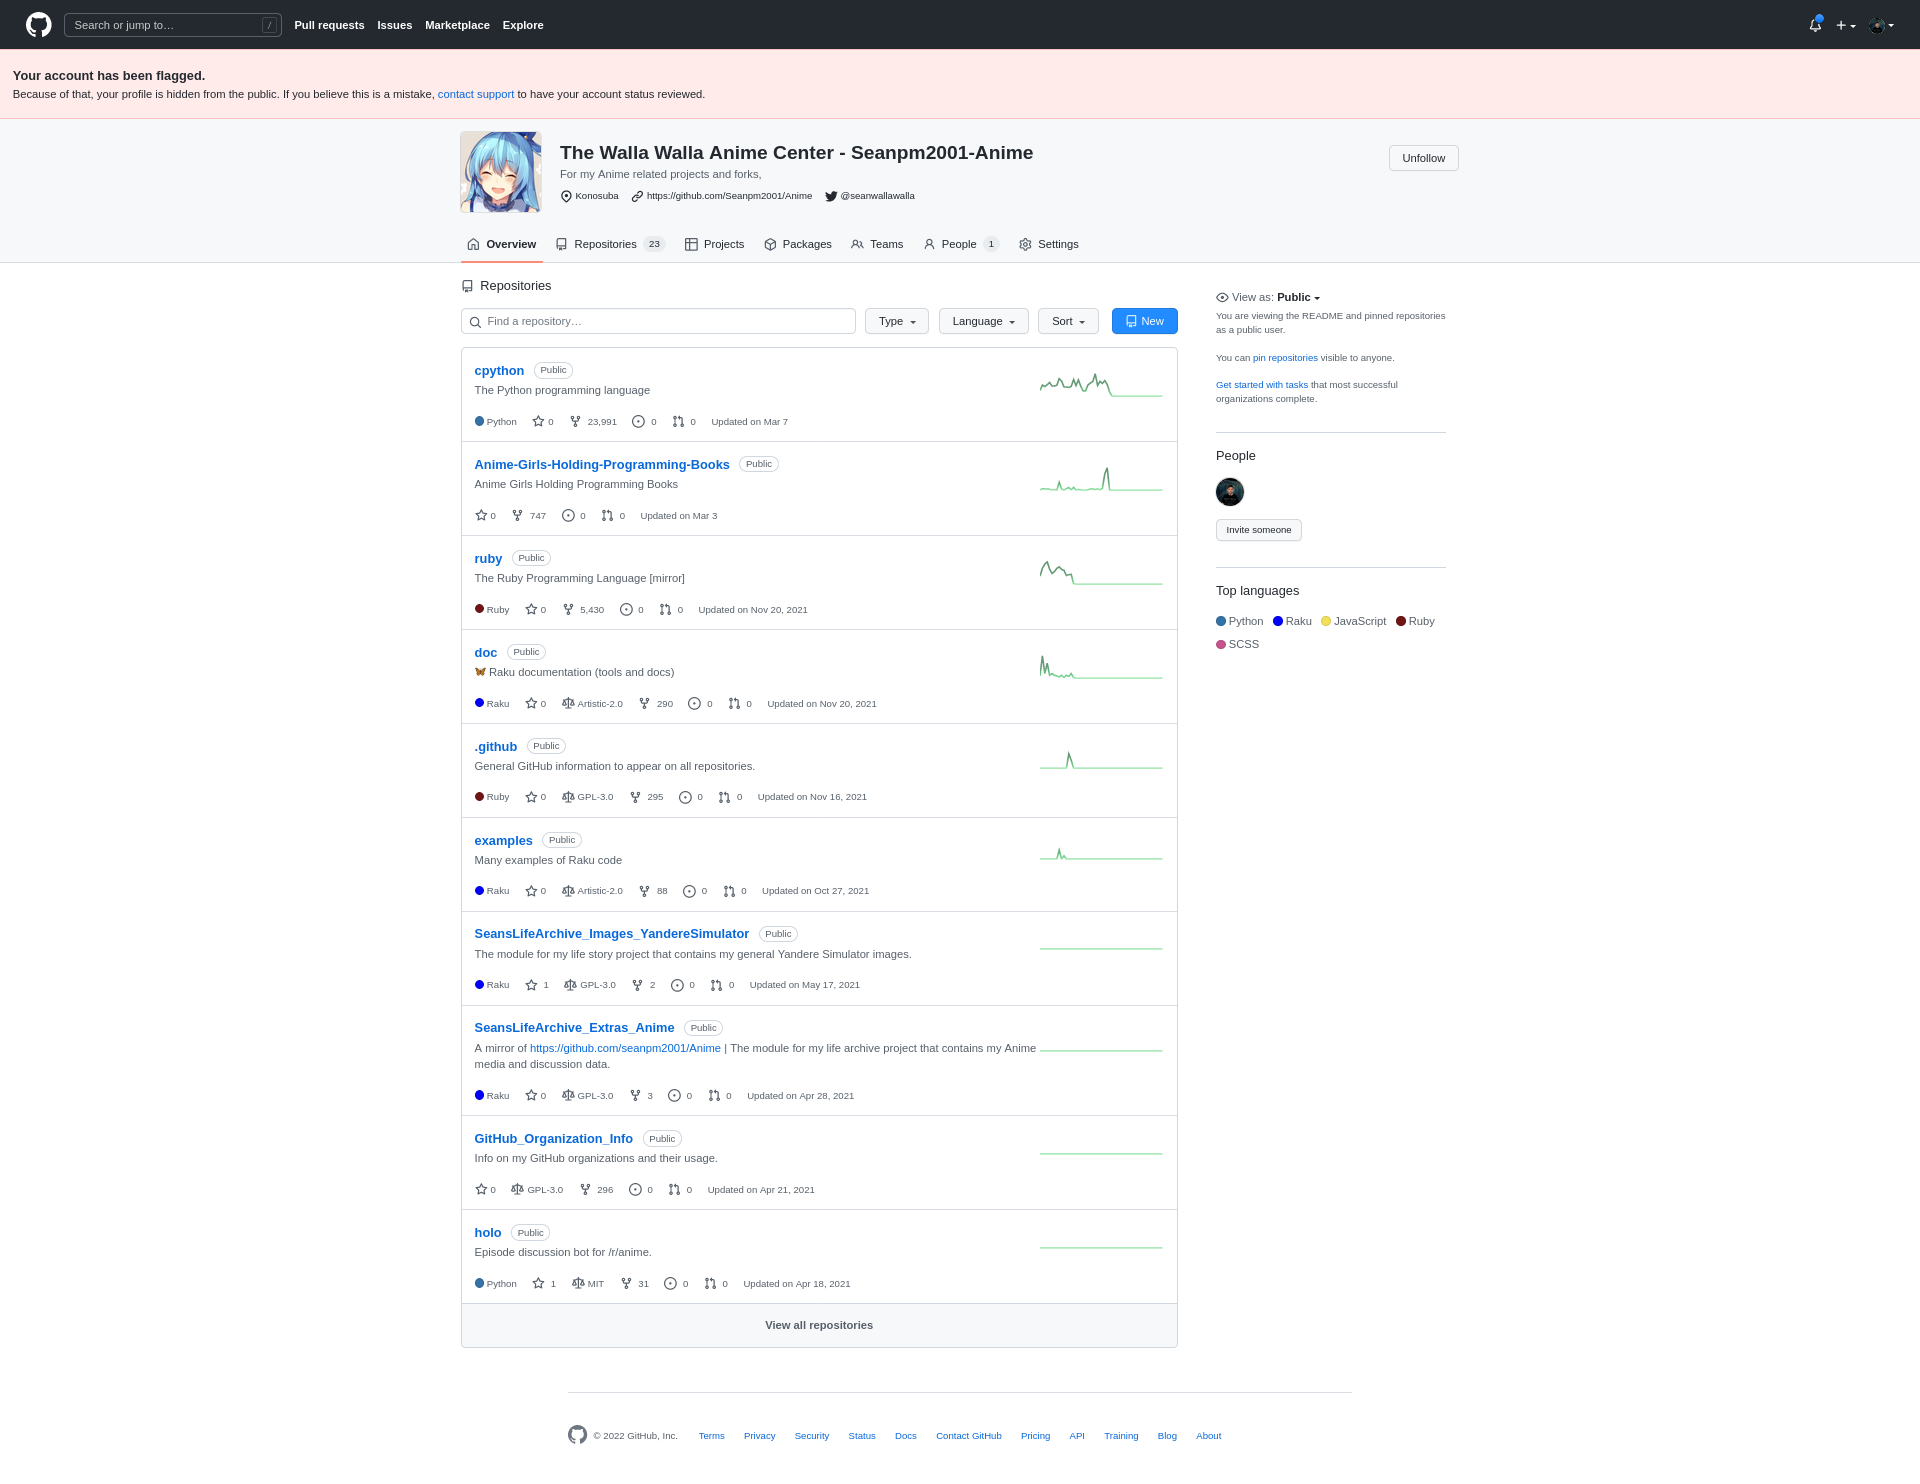 Search or jump to… /
Pull requests Issues Marketplace Explore
Your account has been flagged.
Because of that, your profile is hidden from the public. If you believe this is a mistake, contact support to have your account status reviewed.
The Walla Walla Anime Center - Seanpm2001-Anime
Unfollow
For my Anime related projects and forks,
Konosuba https://github.com/Seanpm2001/Anime @seanwallawalla
Overview Repositories 23 Projects Packages Teams People 1 Settings
Repositories
Find a repository… Type Language Sort New
cpython Public
The Python programming language
Python 0 23,991 0 0 Updated on Mar 7
Anime-Girls-Holding-Programming-Books Public
Anime Girls Holding Programming Books
0 747 0 0 Updated on Mar 3
ruby Public
The Ruby Programming Language [mirror]
Ruby 0 5,430 0 0 Updated on Nov 20, 2021
doc Public
🦋 Raku documentation (tools and docs)
Raku 0 Artistic-2.0 290 0 0 Updated on Nov 20, 2021
.github Public
General GitHub information to appear on all repositories.
Ruby 0 GPL-3.0 295 0 0 Updated on Nov 16, 2021
examples Public
Many examples of Raku code
Raku 0 Artistic-2.0 88 0 0 Updated on Oct 27, 2021
SeansLifeArchive_Images_YandereSimulator Public
The module for my life story project that contains my general Yandere Simulator images.
Raku 1 GPL-3.0 2 0 0 Updated on May 17, 2021
SeansLifeArchive_Extras_Anime Public
A mirror of https://github.com/seanpm2001/Anime | The module for my life archive project that contains my Anime
media and discussion data.
Raku 0 GPL-3.0 3 0 0 Updated on Apr 28, 2021
GitHub_Organization_Info Public
Info on my GitHub organizations and their usage.
0 GPL-3.0 296 0 0 Updated on Apr 21, 2021
holo Public
Episode discussion bot for /r/anime.
Python 1 MIT 31 0 0 Updated on Apr 18, 2021
View all repositories
View as: Public
You are viewing the README and pinned repositories
as a public user.
You can pin repositories visible to anyone.
Get started with tasks that most successful
organizations complete.
People
Invite someone
Top languages
Python Raku JavaScript Ruby
SCSS
© 2022 GitHub, Inc. Terms Privacy Security Status Docs Contact GitHub Pricing API Training Blog About